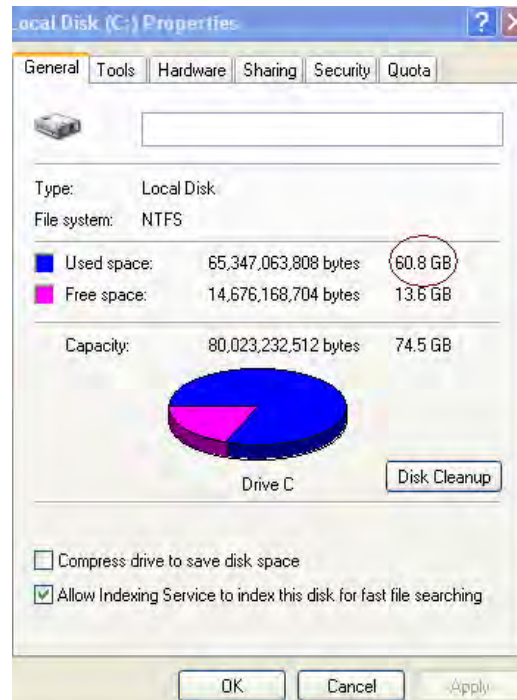 Local Disk (C:) Properties
General Tools Hardware Sharing Security Quota
Type: Local Disk
File system: NTFS
Used space: 65,347,063,808 bytes 60.8 GB
Free space: 14,676,168,704 bytes 13.6 GB
Capacity: 80,023,232,512 bytes 74.5 GB
Drive C
Disk Cleanup
Compress drive to save disk space
Allow Indexing Service to index this disk for fast file searching
OK Cancel Apply